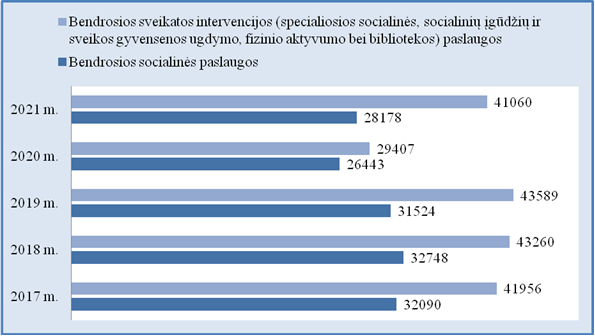 Bendrosios sveikatos intervencijos (specialiosios socialinės, socialinių įgūdžių ir
sveikos gyvensenos ugdymo, fizinio aktyvumo bei bibliotekos) paslaugos
Bendrosios socialinės paslaugos
2021 m.
41060
28178
2020 m.
29407
26443
2019 m.
43589
31524
2018 m.
43260
32748
2017 m.
41956
32090